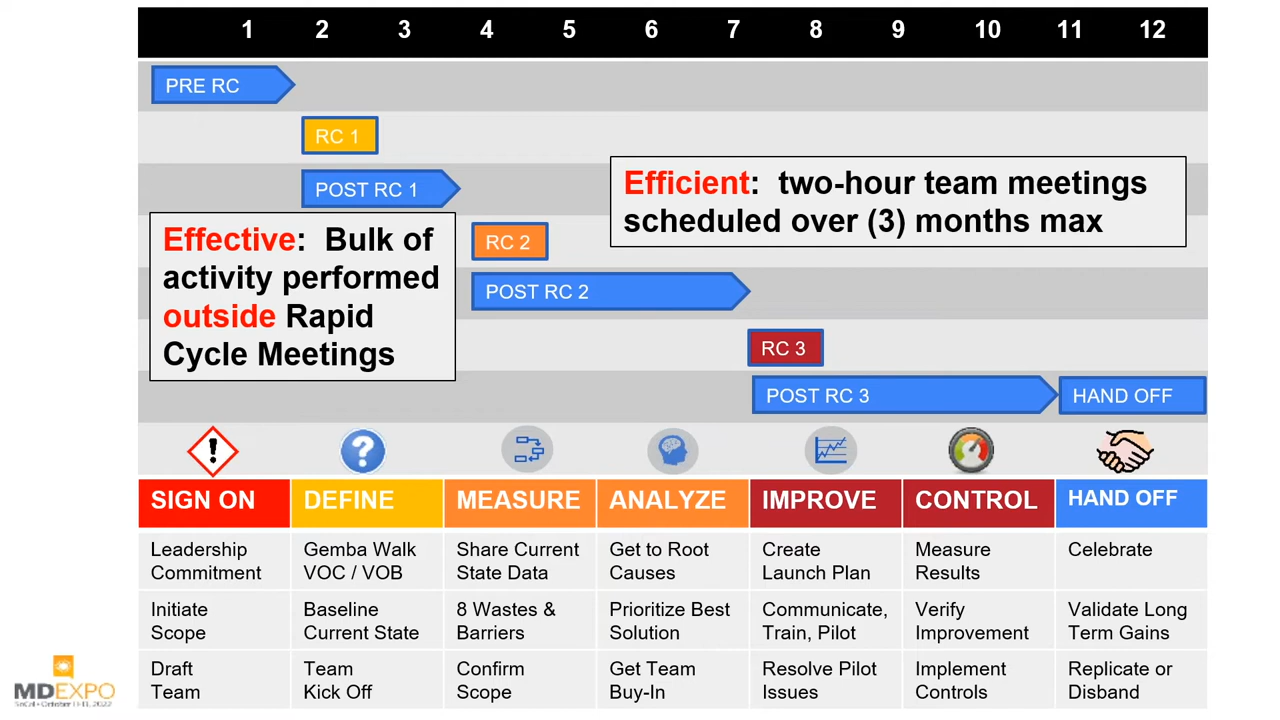 1 2 3 4 5 6 7 8 9 10 11 12
PRE RC
RC 1
POST RC 1
Efficient: two-hour team meetings
scheduled over (3) months max
Effective: Bulk of
activity performed
outside Rapid
Cycle Meetings
RC 2
POST RC 2
RC 3
POST RC 3
HAND OFF
!
?
SIGN ON
DEFINE
MEASURE
ANALYZE
IMPROVE
CONTROL
HAND OFF
Leadership
Commitment
Gemba Walk
VOC / VOB
Share Current
State Data
Get to Root
Causes
Create
Launch Plan
Measure
Results
Celebrate
Initiate
Scope
Baseline
Current State
8 Wastes &
Barriers
Prioritize Best
Solution
Communicate,
Train, Pilot
Verify
Improvement
Validate Long
Term Gains
Draft
Team
Team
Kick Off
Confirm
Scope
Get Team
Buy-In
Resolve Pilot
Issues
Implement
Controls
Replicate or
Disband
MDEXPO
SoCal • October 11-13, 2022